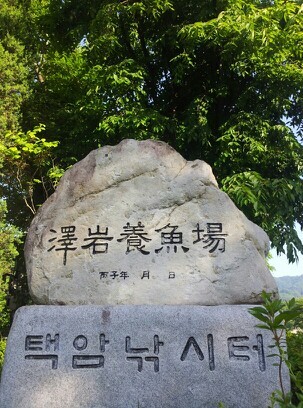 澤岩養魚場
丙子年 月 日
택암낚시터